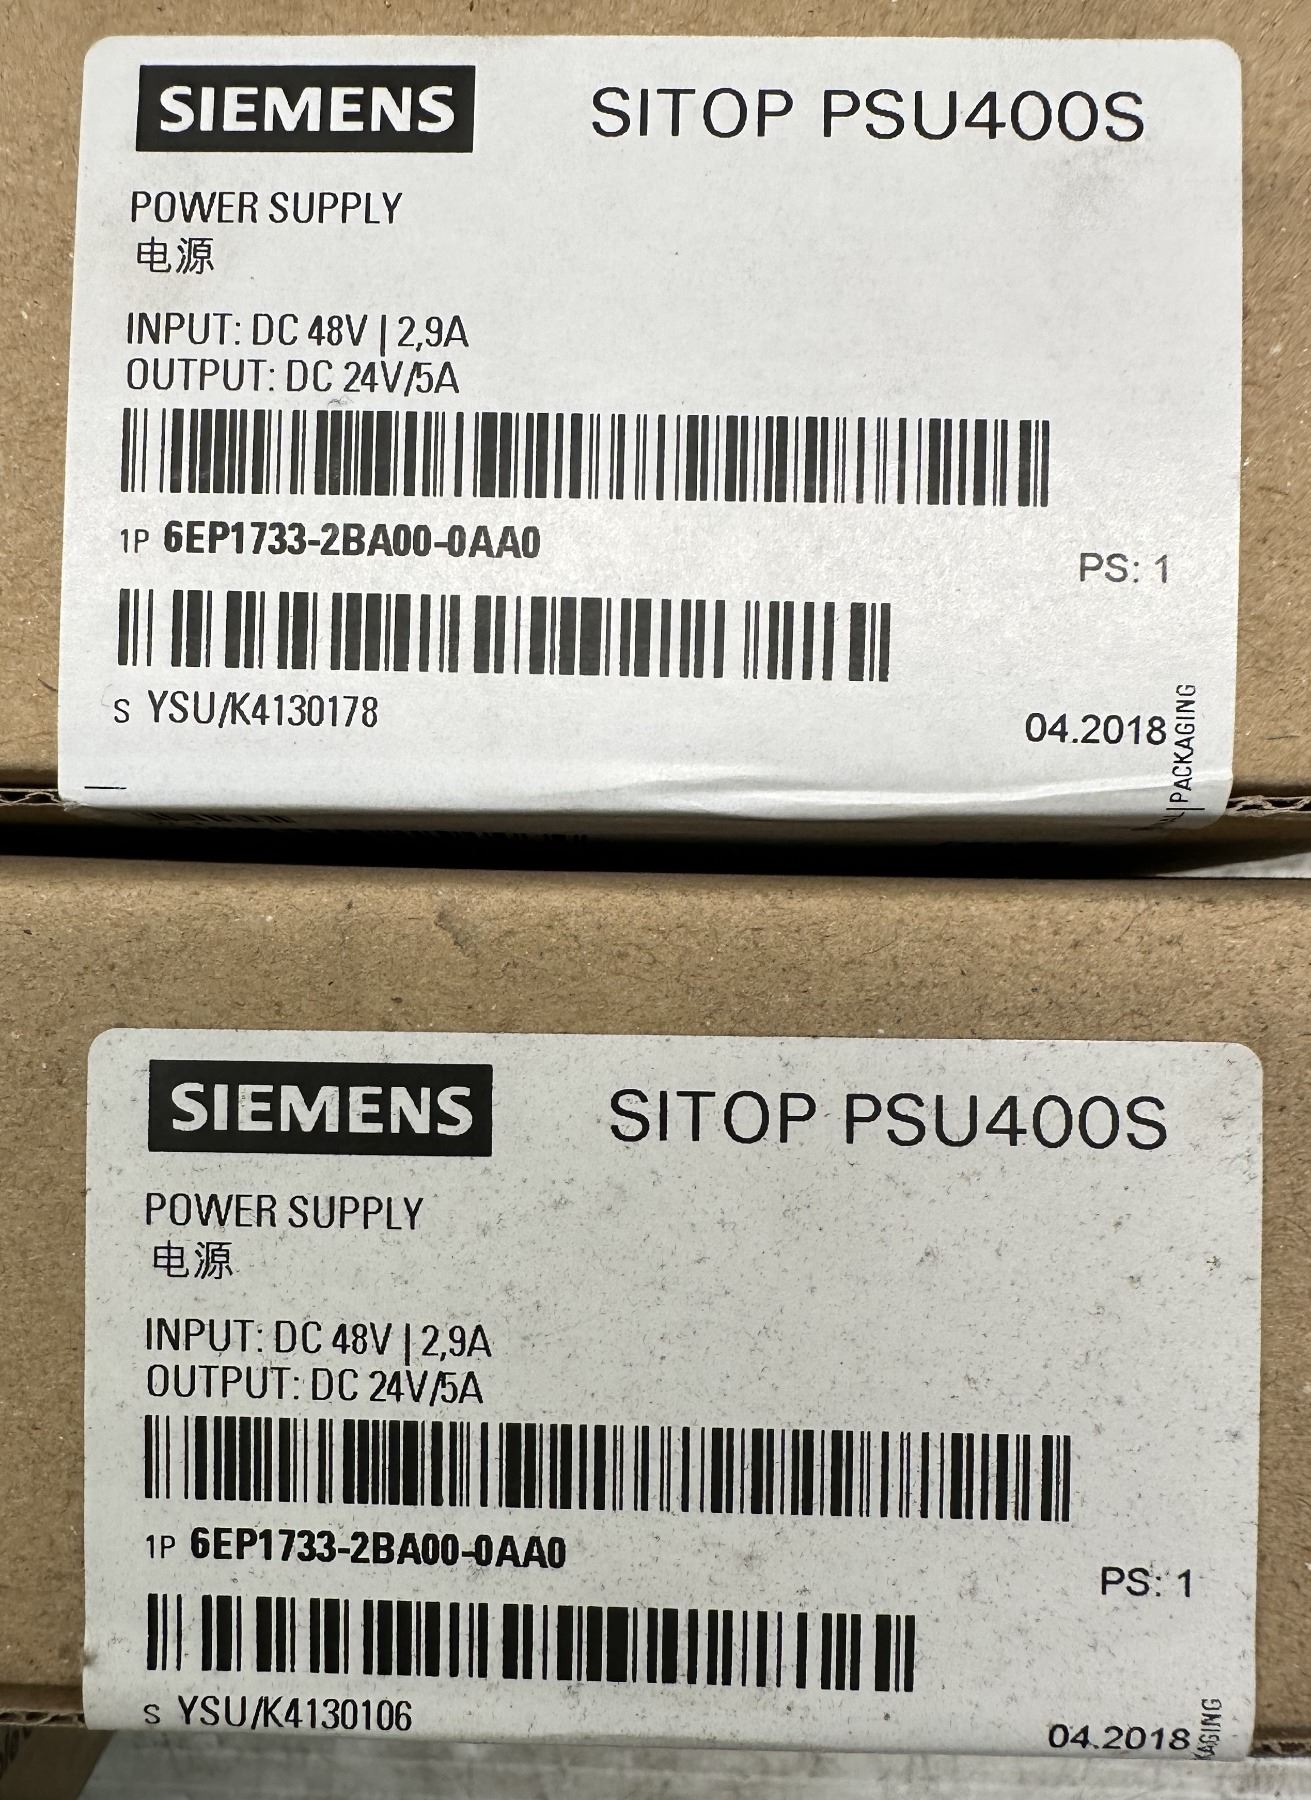 SIEMENS SITOP PSU400S
POWER SUPPLY
电源
INPUT: DC 48V | 2,9A
OUTPUT: DC 24V/5A
1P 6EP1733-2BA00-0AA0
PS: 1
S YSU/K4130178
04.2018
PACKAGING
SIEMENS SITOP PSU400S
POWER SUPPLY
电源
INPUT: DC 48V | 2,9A
OUTPUT: DC 24V/5A
1P 6EP1733-2BA00-0AA0
PS: 1
S YSU/K4130106
04.2018